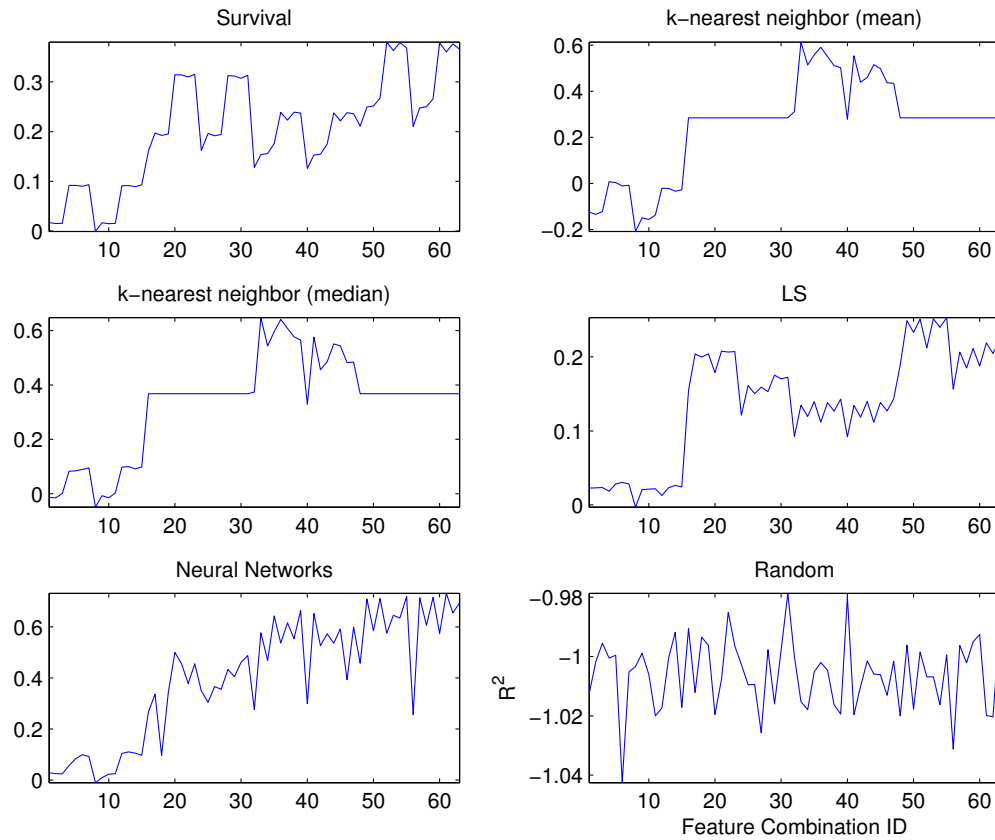 Survival
0.3
0.2
0.1
0
10 20 30 40 50 60
k−nearest neighbor (mean)
0.6
0.4
0.2
0
−0.2
10 20 30 40 50 60
k−nearest neighbor (median)
0.6
0.4
0.2
0
10 20 30 40 50 60
LS
0.2
0.1
0
10 20 30 40 50 60
Neural Networks
0.6
0.4
0.2
0
10 20 30 40 50 60
Random
−0.98
−1
−1.02
−1.04
R²
10 20 30 40 50 60
Feature Combination ID